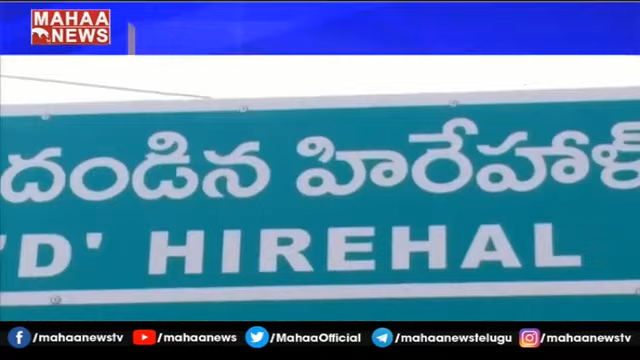 MAHAA
NEWS
దండిన హిరేహాళ్
'D' HIREHAL
/mahaanewstv /mahaanews /MahaaOfficial /mahaanewstelugu /mahaanewstv